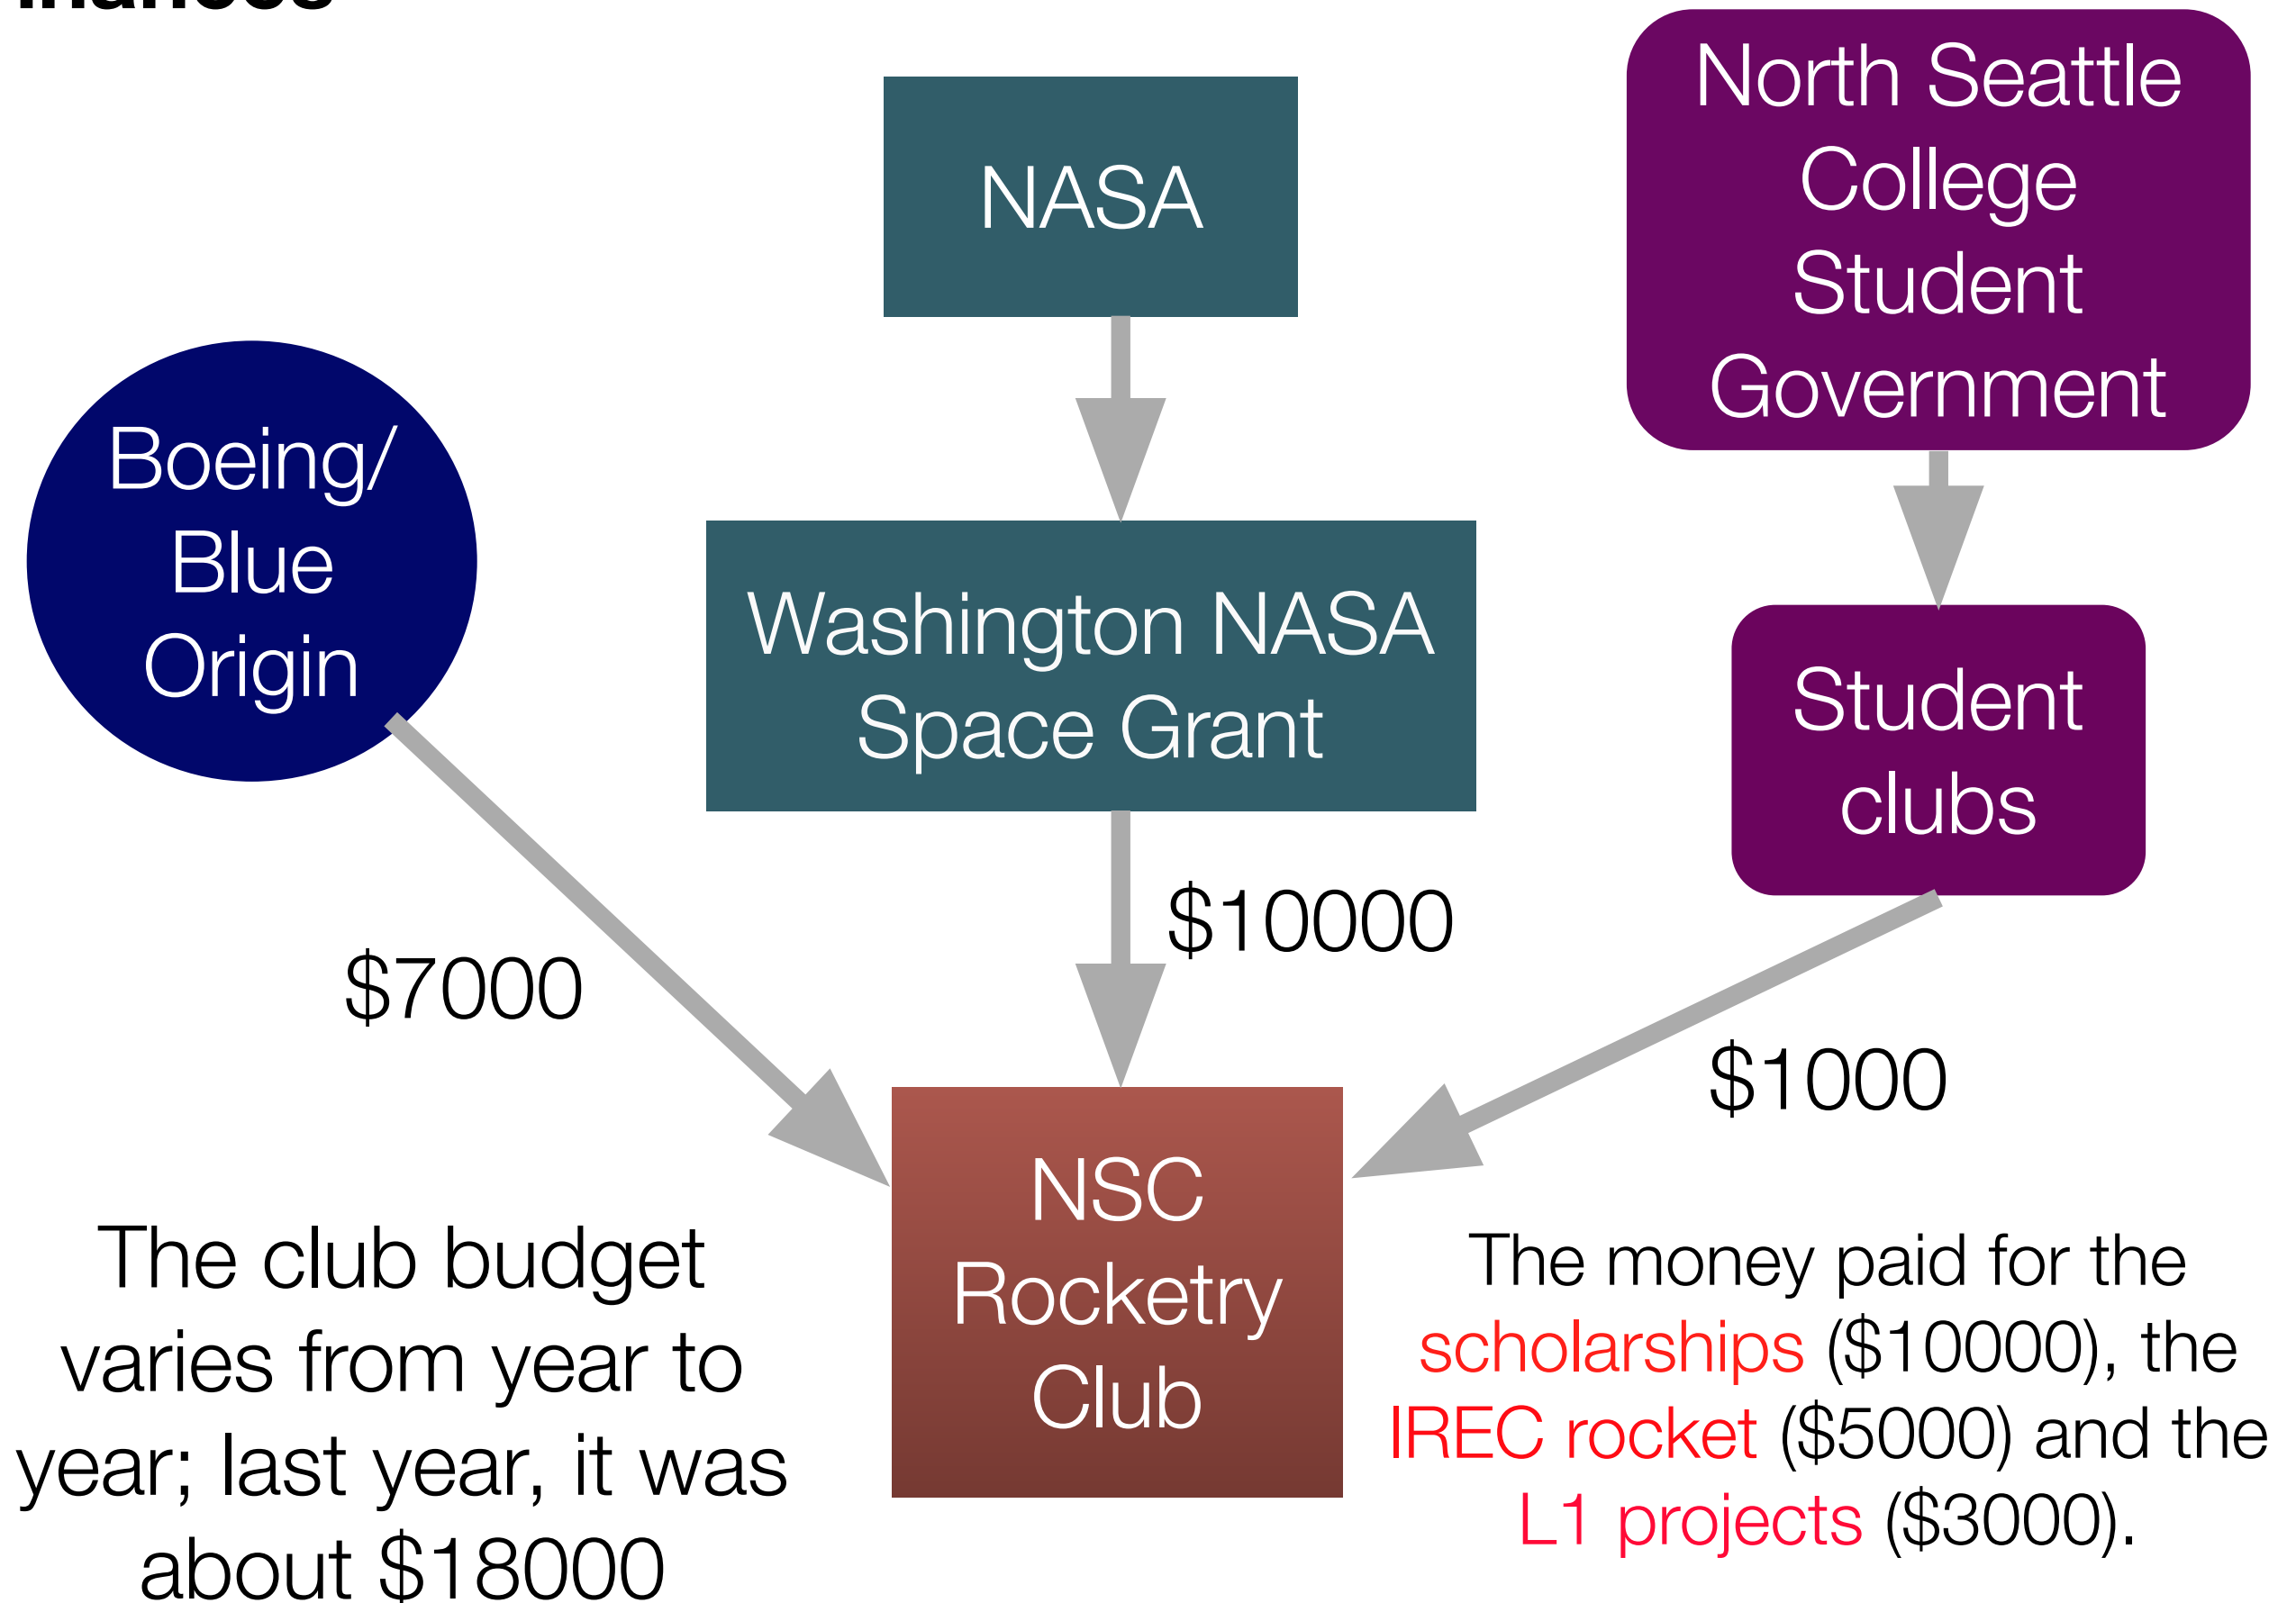 NASA
North Seattle
College
Student
Government
Boeing/
Blue
Origin
Washington NASA
Space Grant
Student
clubs
$7000
$10000
$1000
NSC
Rocketry
Club
The club budget
varies from year to
year; last year, it was
about $18000
The money paid for the
scholarships ($10000), the
IREC rocket ($5000) and the
L1 projects ($3000).